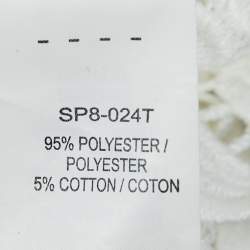 - - - -
SP8-024T
95% POLYESTER /
POLYESTER
5% COTTON / COTON